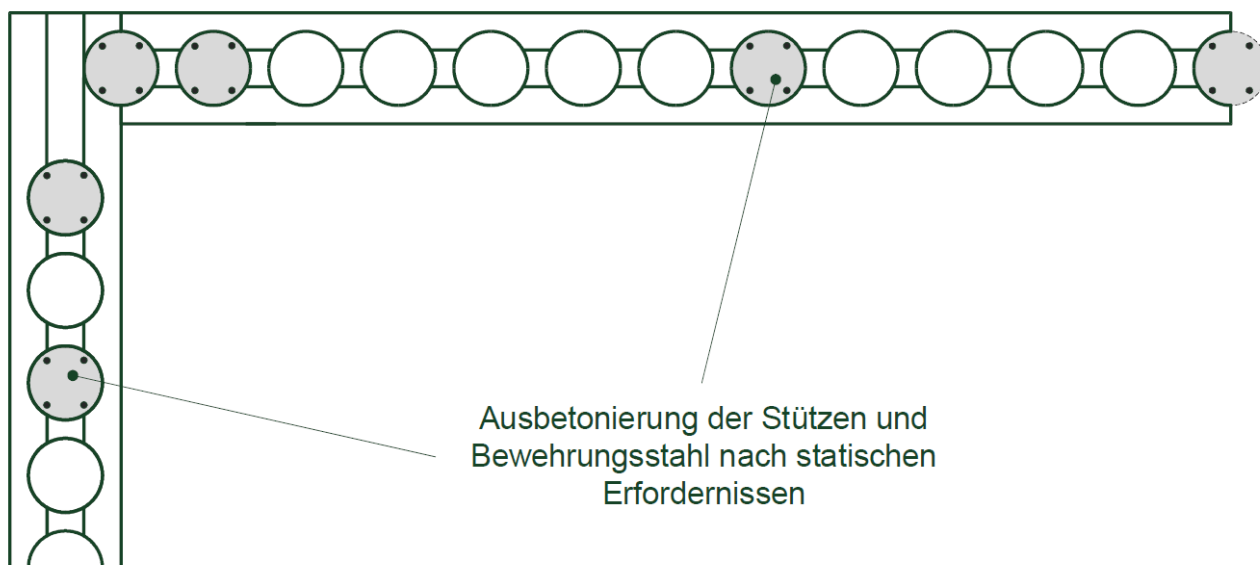 Ausbetonierung der Stützen und
Bewehrungsstahl nach statischen
Erfordernissen